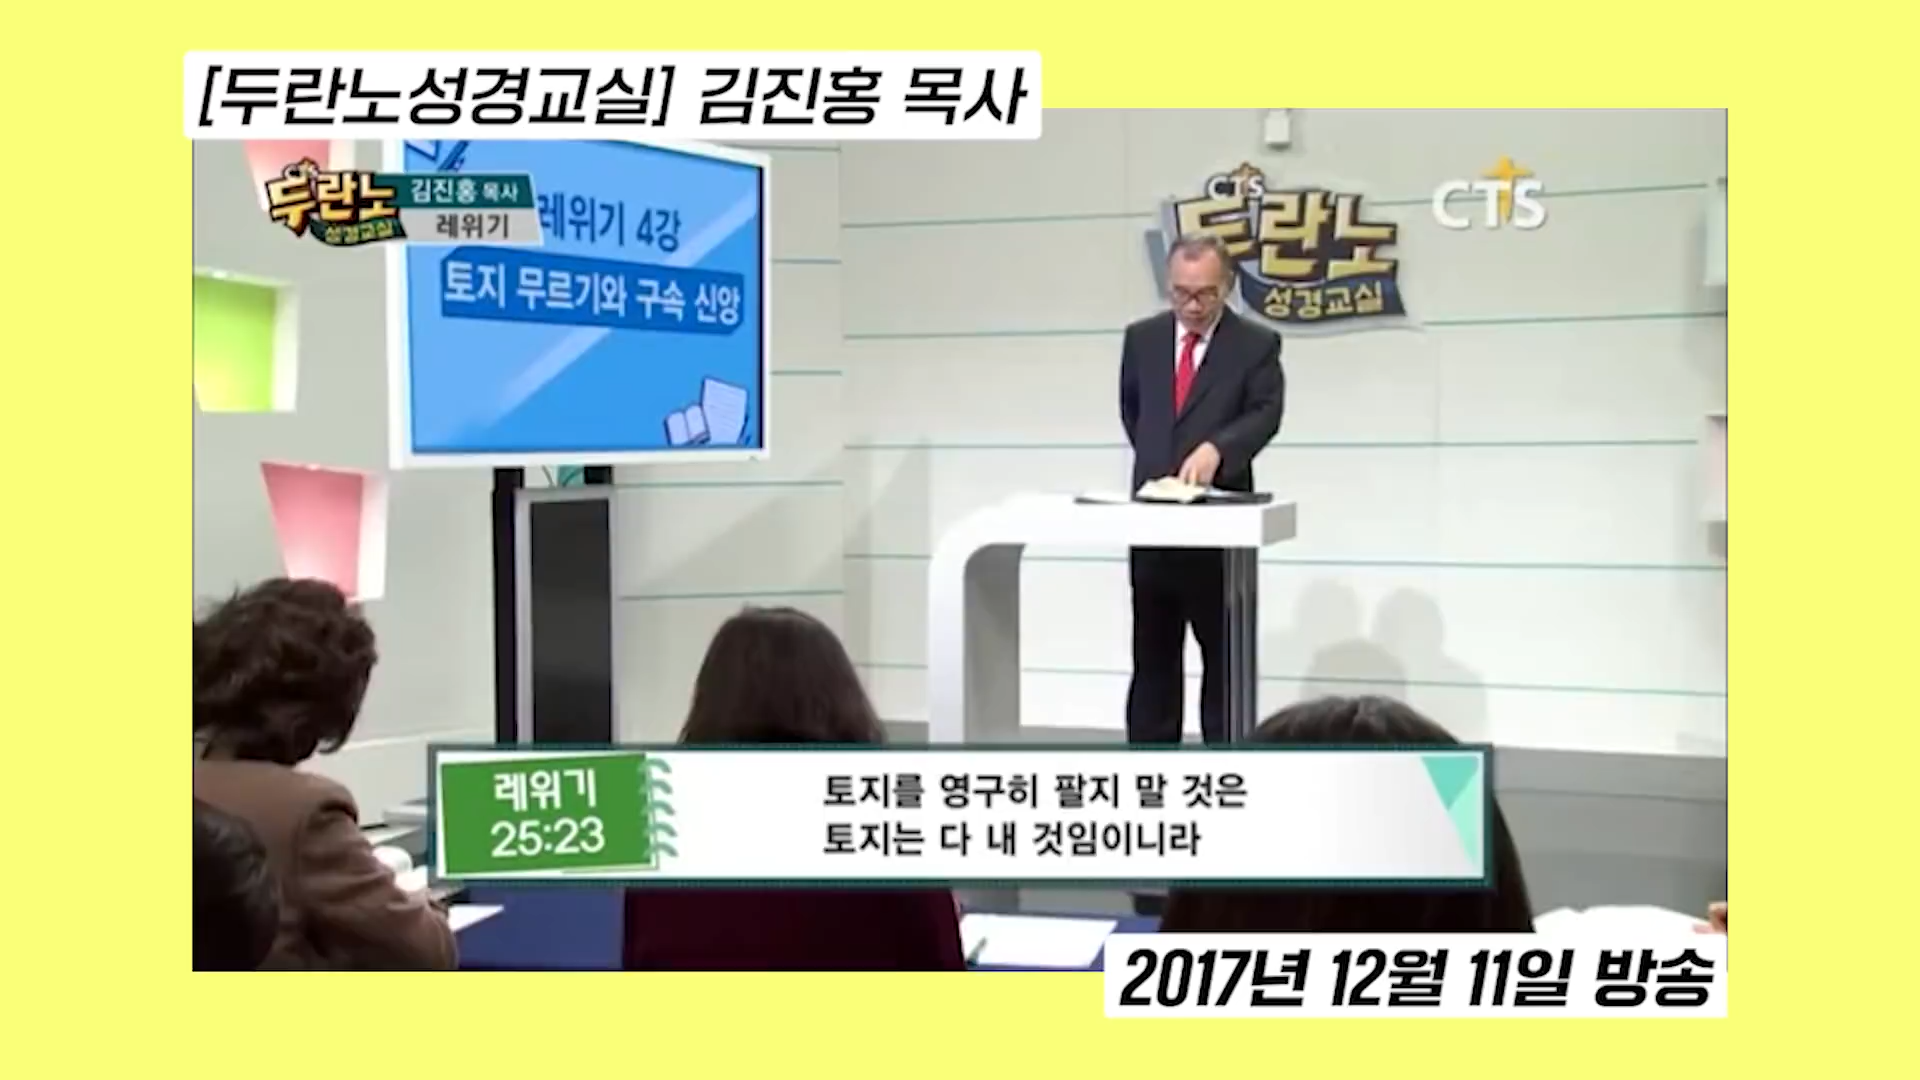 [두란노성경교실] 김진홍 목사
CTS
두란노
성경교실
김진홍 목사
레위기
레위기 4강
토지 무르기와 구속 신앙
CTS
두란노
성경교실
CTS
레위기
25:23
토지를 영구히 팔지 말 것은
토지는 다 내 것임이니라
2017년 12월 11일 방송